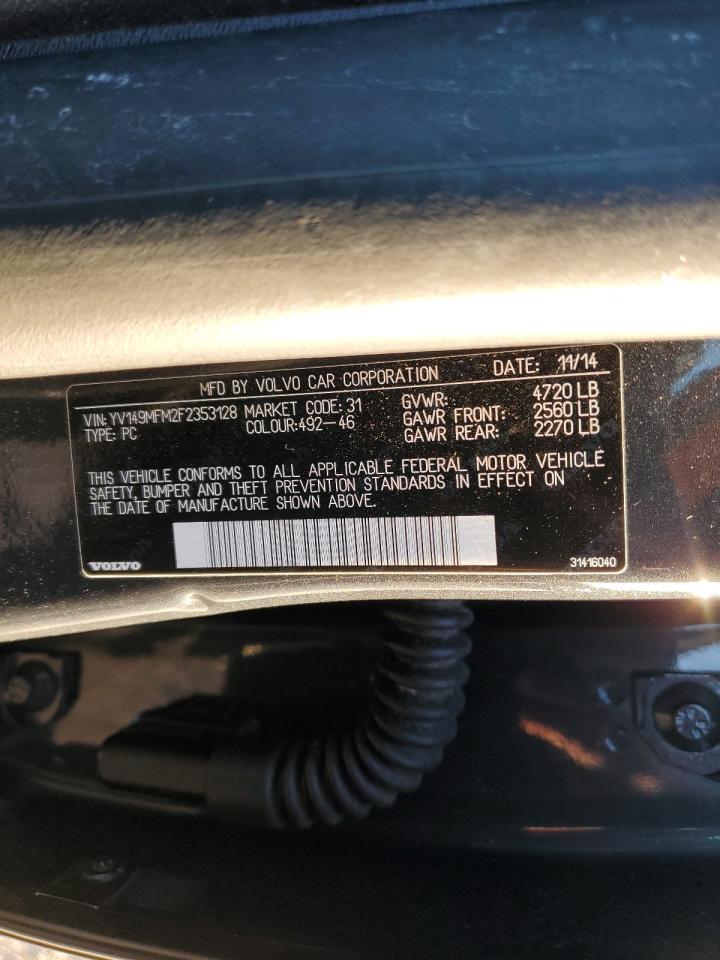 MFD BY VOLVO CAR CORPORATION DATE: 14/14
VIN: YV149MFM2F2353128 MARKET CODE: 31 GVWR: 4720 LB
TYPE: PC COLOUR:492-46 GAWR FRONT: 2560 LB
GAWR REAR: 2270 LB
THIS VEHICLE CONFORMS TO ALL APPLICABLE FEDERAL MOTOR VEHICLE
SAFETY, BUMPER AND THEFT PREVENTION STANDARDS IN EFFECT ON
THE DATE OF MANUFACTURE SHOWN ABOVE.
VOLVO 31416040